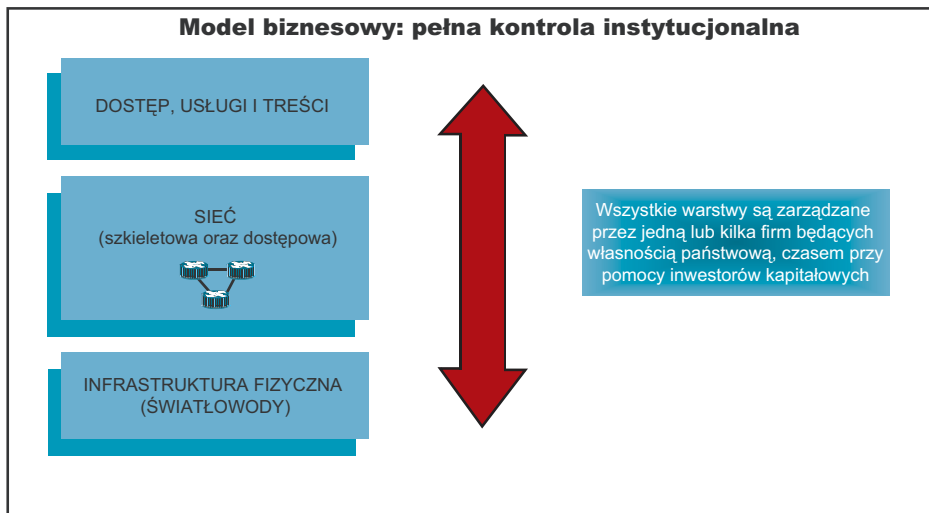 Model biznesowy: pełna kontrola instytucjonalna
DOSTĘP, USŁUGI I TREŚCI
SIEĆ
(szkieletowa oraz dostępowa)
INFRASTRUKTURA FIZYCZNA
(ŚWIATŁOWODY)
Wszystkie warstwy są zarządzane
przez jedną lub kilka firm będących
własnością państwową, czasem przy
pomocy inwestorów kapitałowych